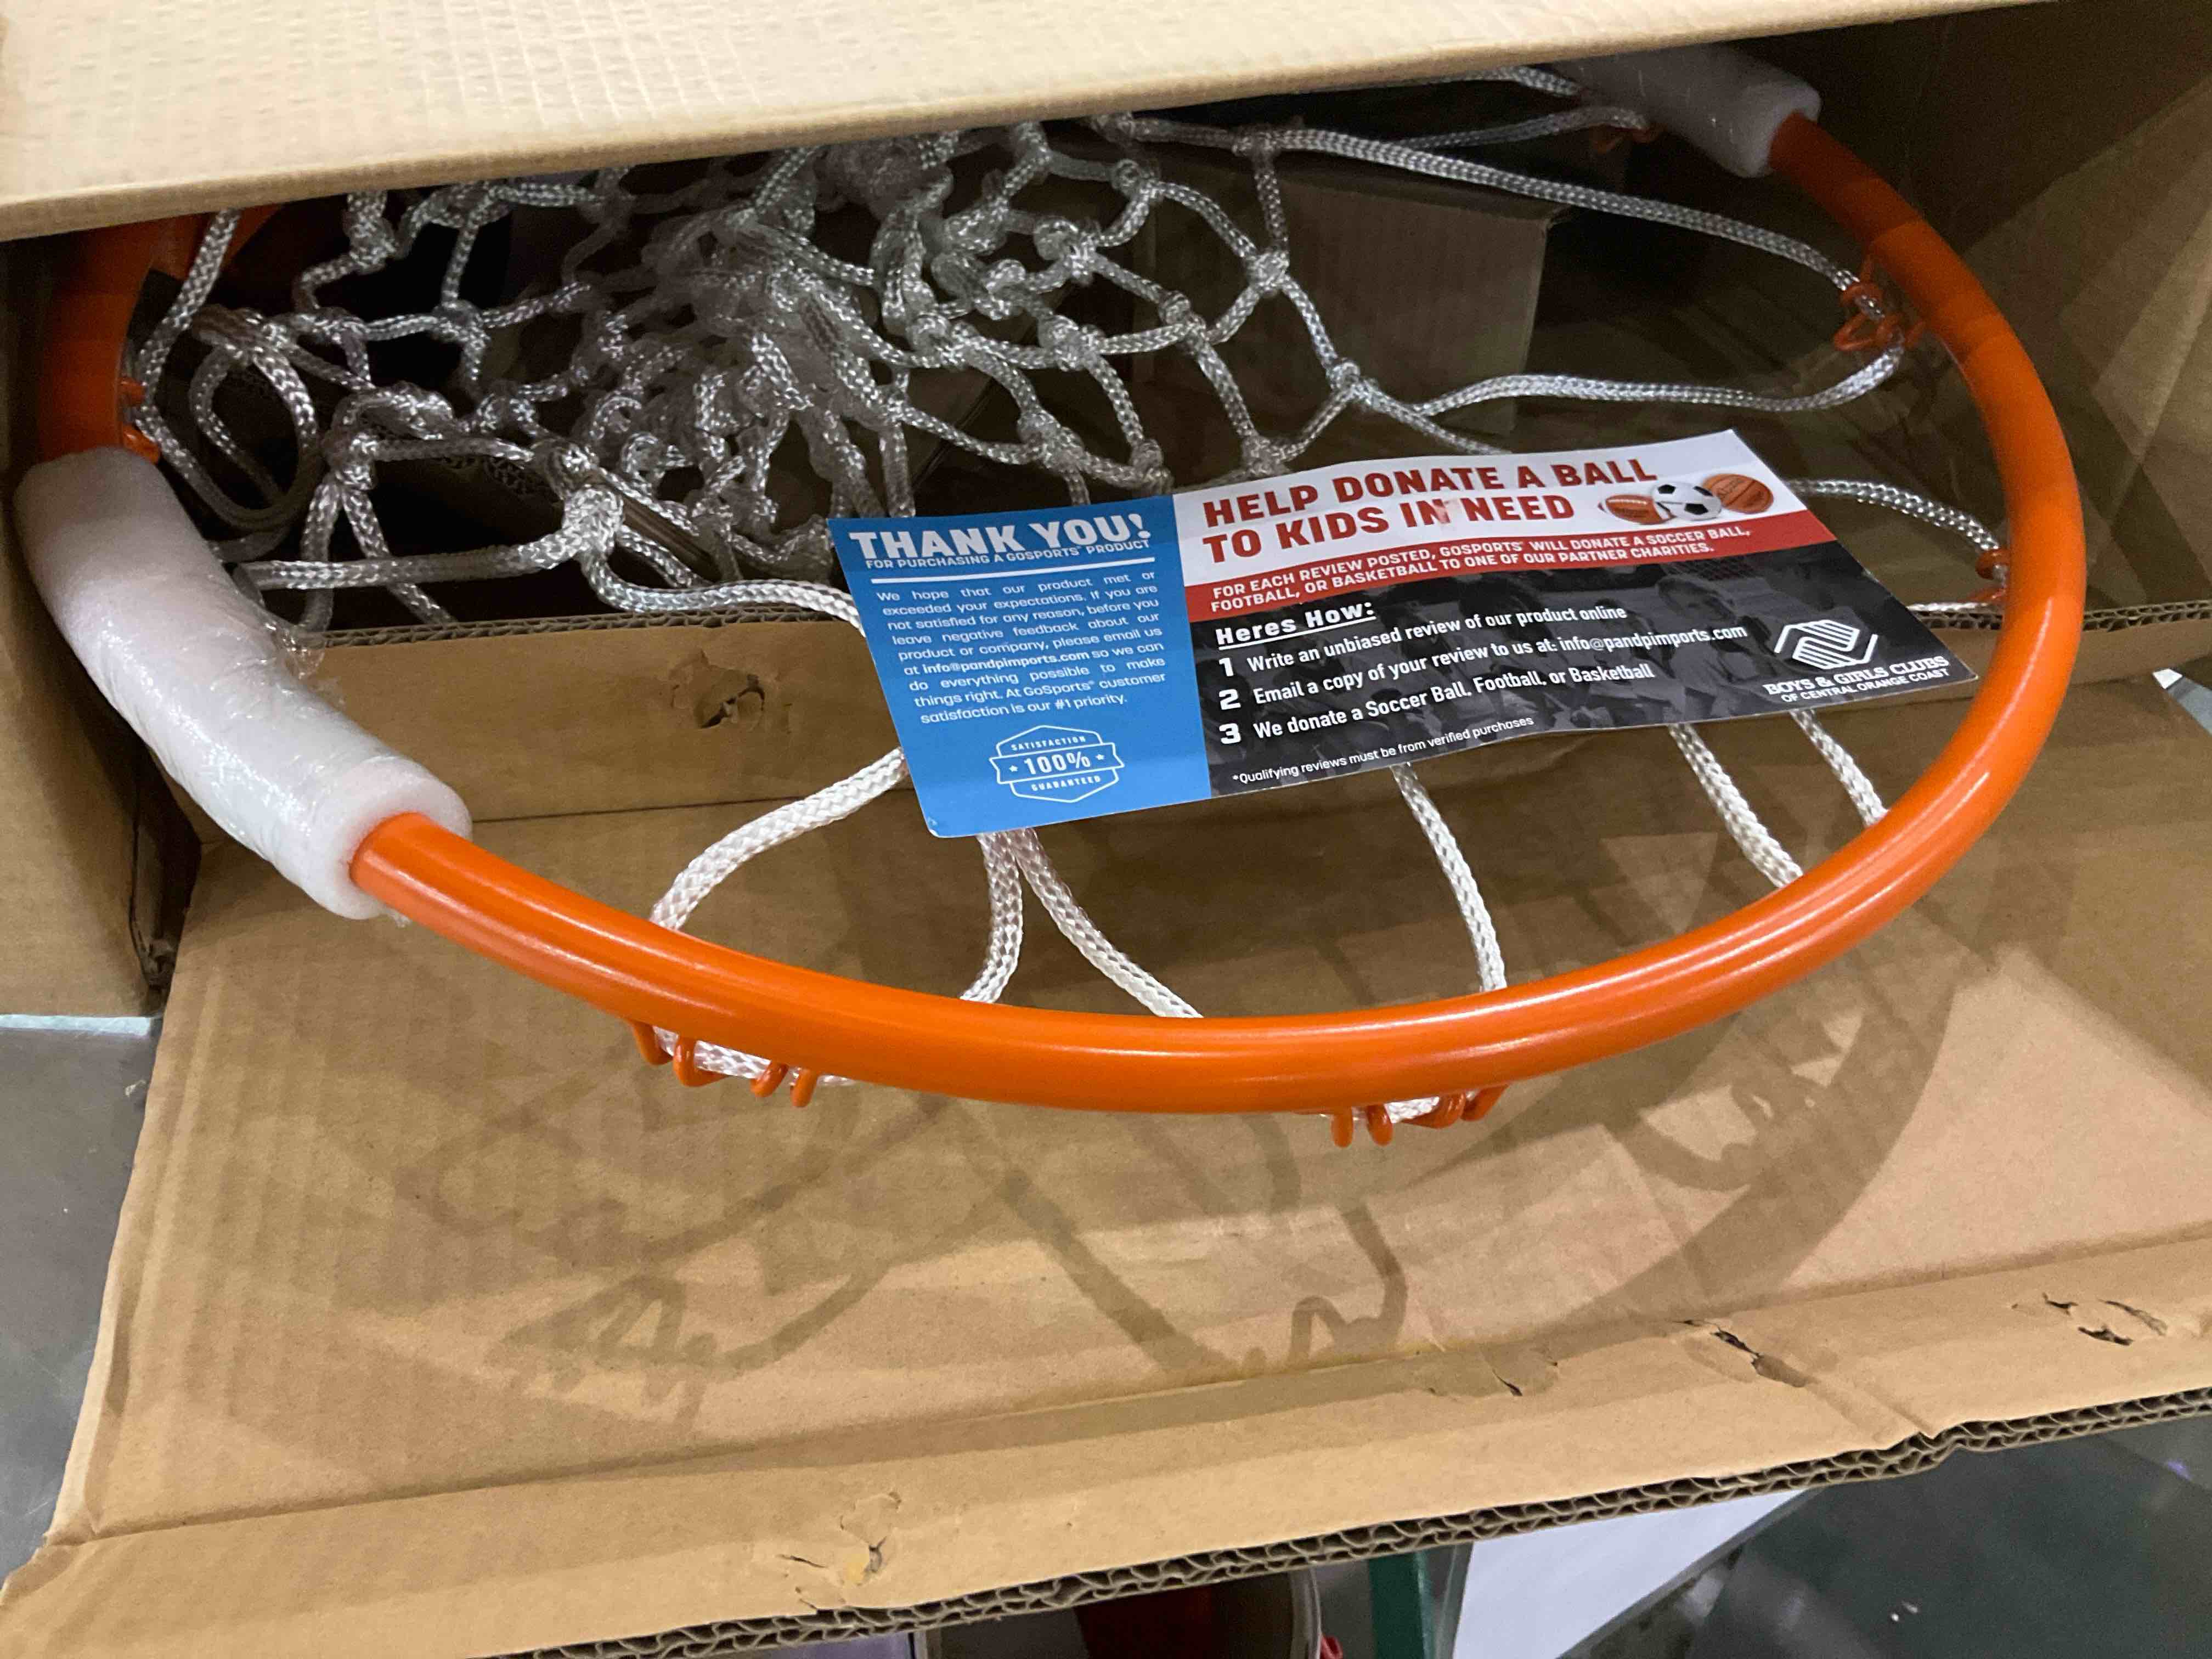 THANK YOU!
FOR PURCHASING A GOSPORTS® PRODUCT
We hope that our product met or
exceeded your expectations. If you are
not satisfied for any reason, before you
leave negative feedback about our
product or company, please email us
at info@pandpimports.com so we can
do everything possible to make
things right. At GoSports® customer
satisfaction is our #1 priority.
SATISFACTION
100%
GUARANTEED
HELP DONATE A BALL
TO KIDS IN NEED
FOR EACH REVIEW POSTED, GOSPORTS® WILL DONATE A SOCCER BALL,
FOOTBALL, OR BASKETBALL TO ONE OF OUR PARTNER CHARITIES.
Heres How:
1 Write an unbiased review of our product online
2 Email a copy of your review to us at: info@pandpimports.com
3 We donate a Soccer Ball, Football, or Basketball
*Qualifying reviews must be from verified purchases
BOYS & GIRLS CLUBS
OF CENTRAL ORANGE COAST